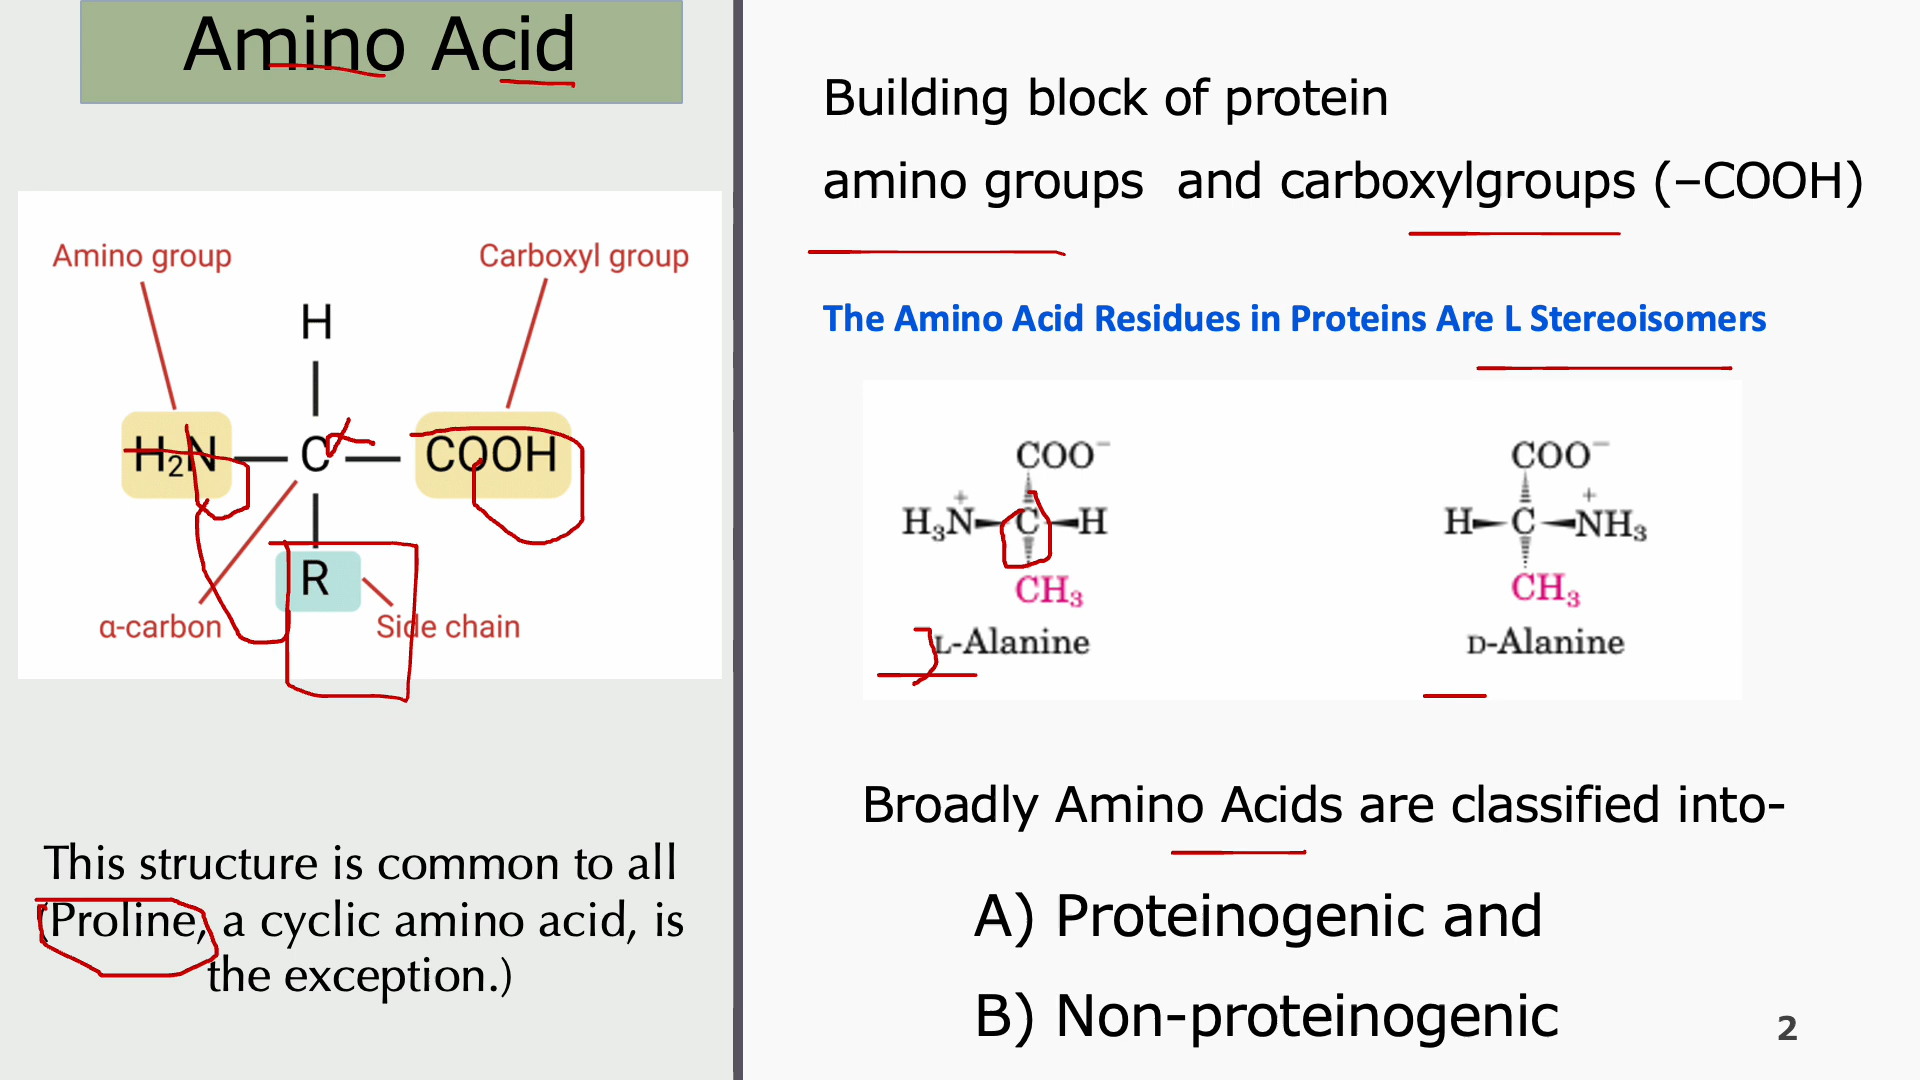 Amino Acid
Amino group
Carboxyl group
H
H₂N
C
COOH
R
α-carbon
Side chain
This structure is common to all
(Proline, a cyclic amino acid, is
the exception.)
Building block of protein
amino groups and carboxylgroups (–COOH)
The Amino Acid Residues in Proteins Are L Stereoisomers
COO⁻
H₃N⁺ C H
CH₃
L-Alanine
COO⁻
H C N⁺H₃
CH₃
D-Alanine
Broadly Amino Acids are classified into-
A) Proteinogenic and
B) Non-proteinogenic
2